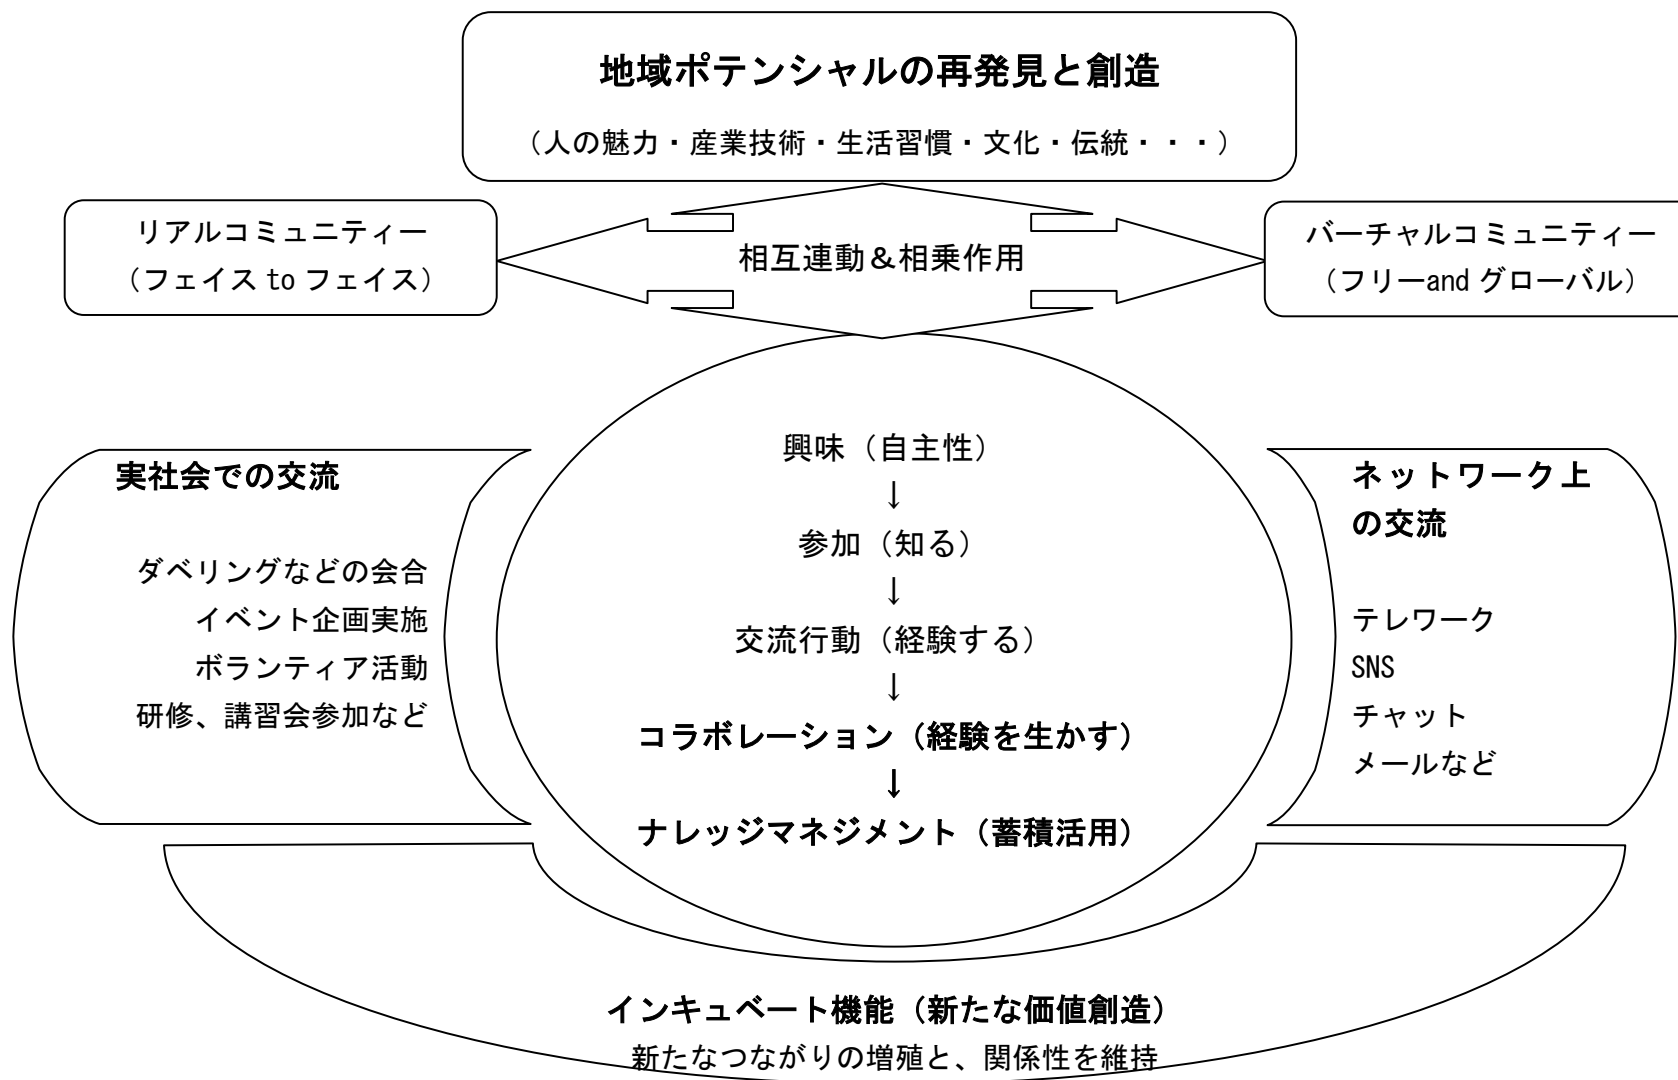 地域ポテンシャルの再発見と創造
（人の魅力・産業技術・生活習慣・文化・伝統・・・）
リアルコミュニティー
（フェイス to フェイス）
相互連動＆相乗作用
バーチャルコミュニティー
（フリーand グローバル）
実社会での交流
ダベリングなどの会合
イベント企画実施
ボランティア活動
研修、講習会参加など
興味（自主性）
↓
参加（知る）
↓
交流行動（経験する）
↓
コラボレーション（経験を生かす）
↓
ナレッジマネジメント（蓄積活用）
ネットワーク上
の交流
テレワーク
SNS
チャット
メールなど
インキュベート機能（新たな価値創造）
新たなつながりの増殖と、関係性を維持